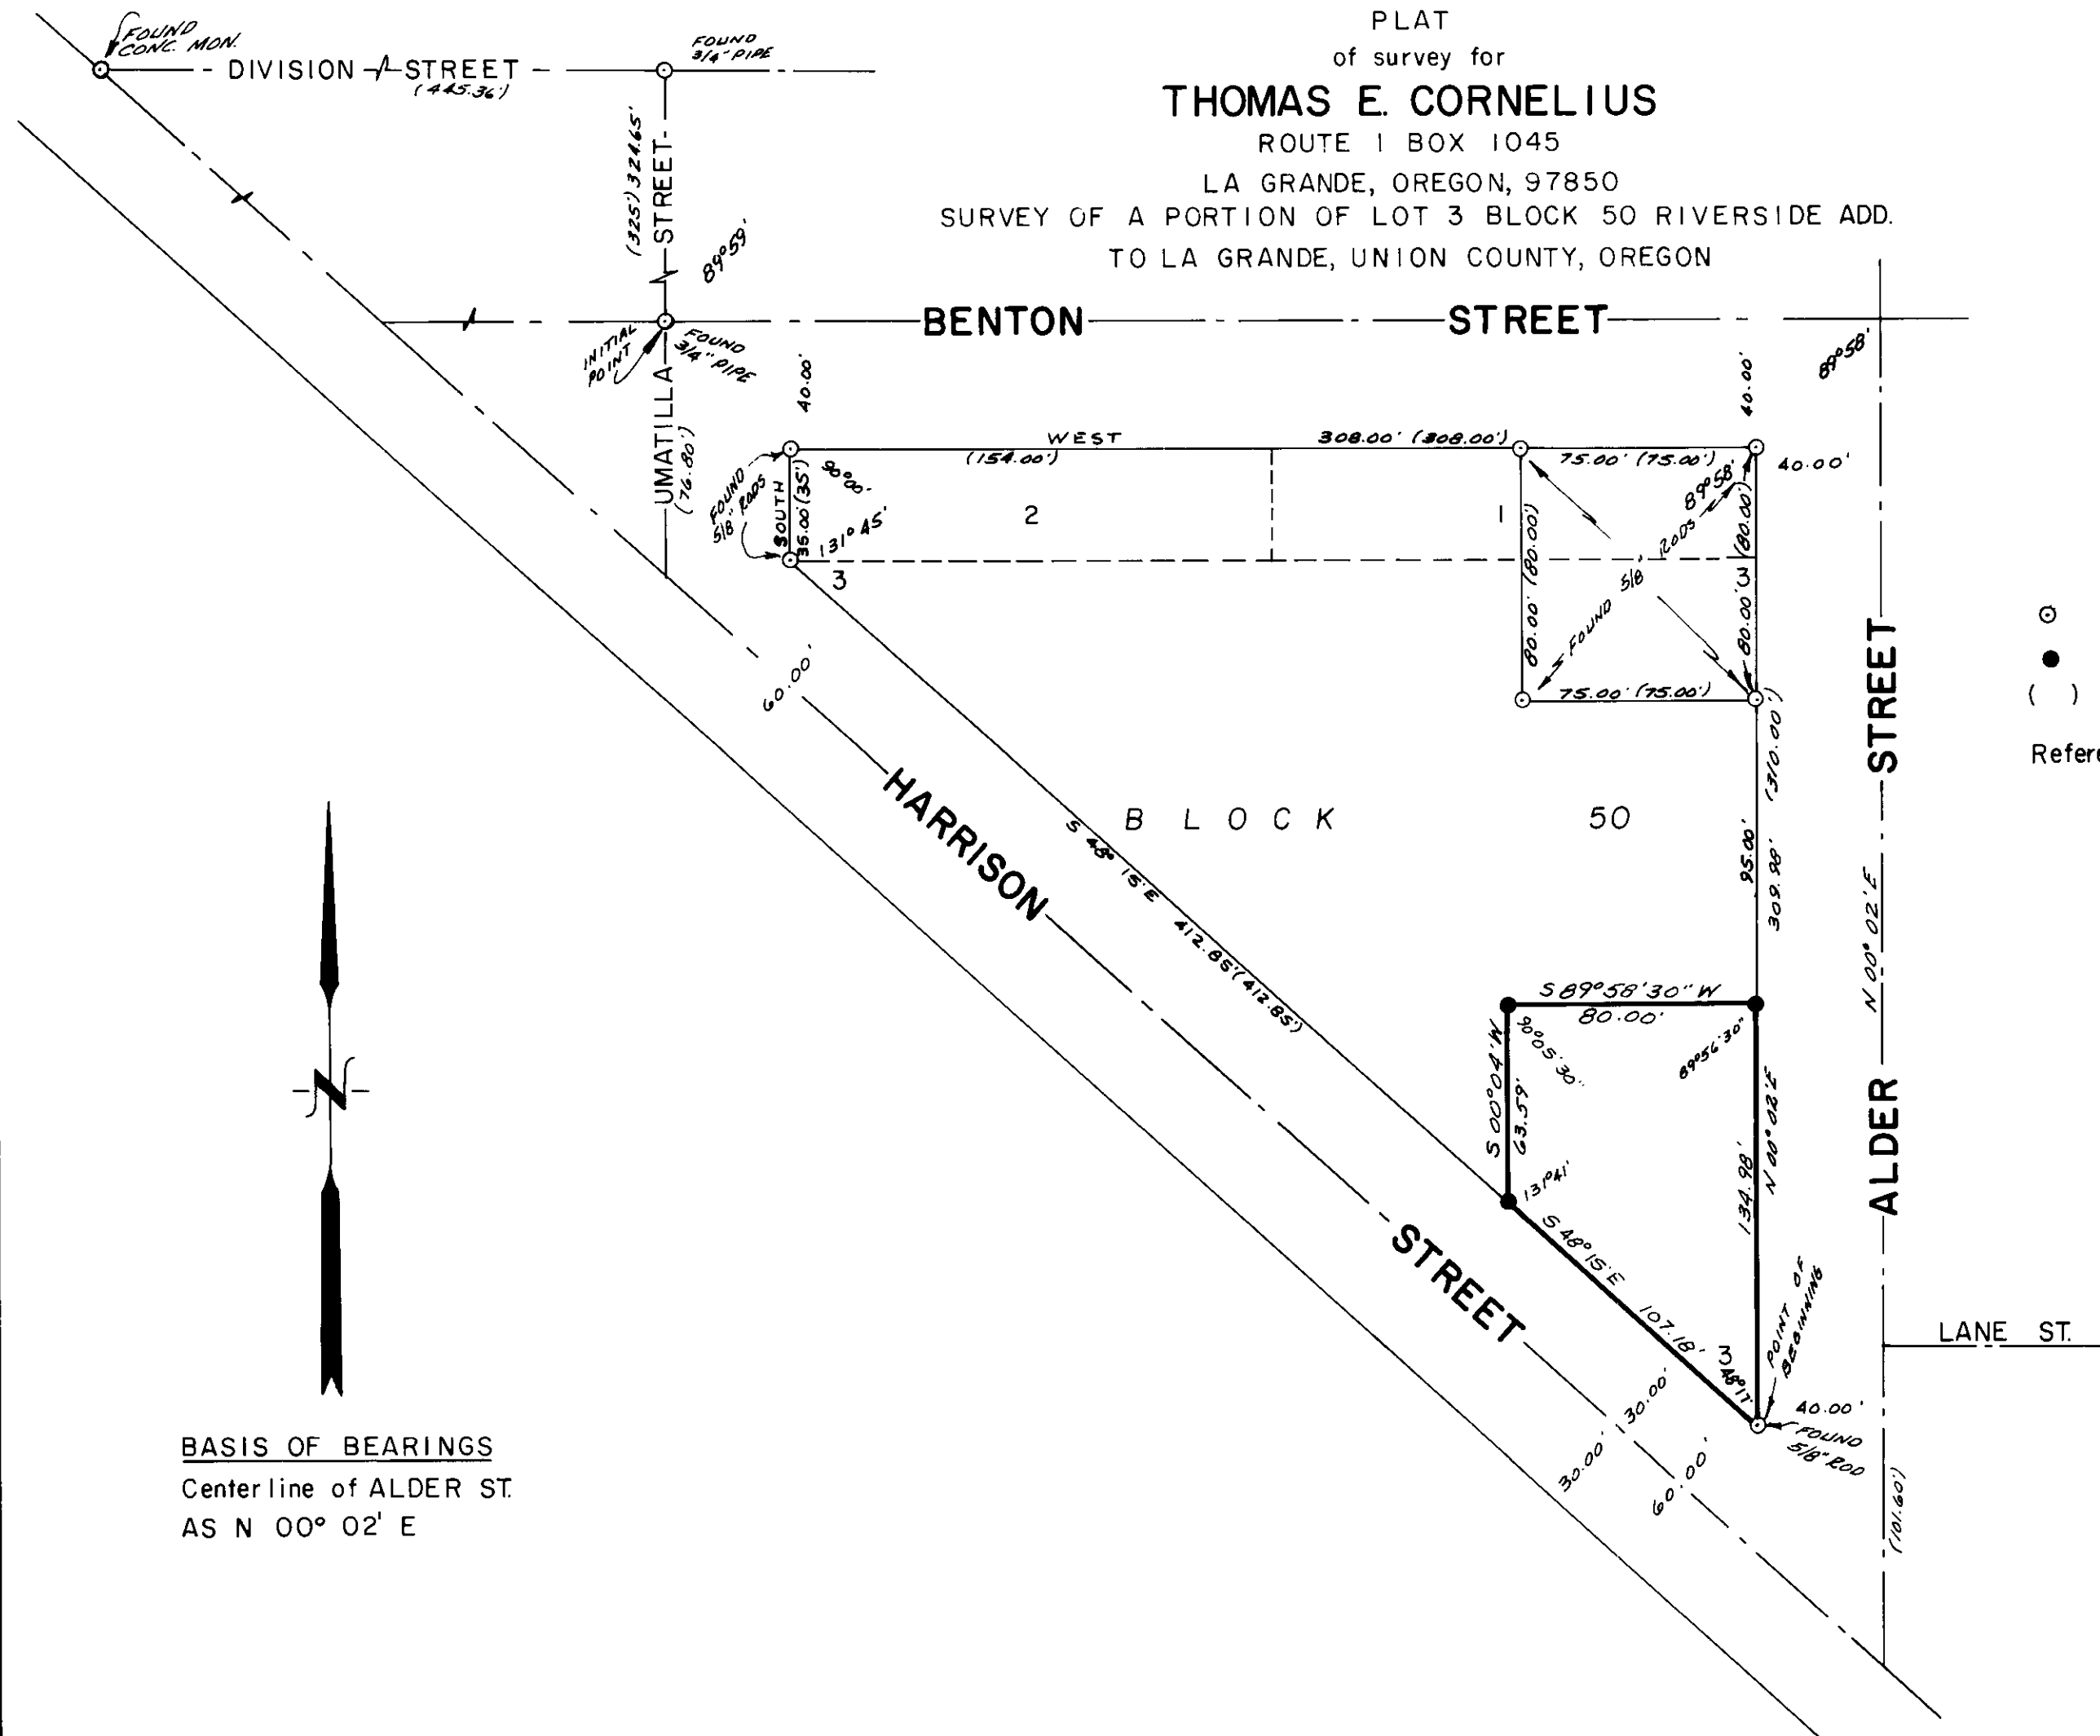 PLAT
of survey for
THOMAS E. CORNELIUS
ROUTE 1 BOX 1045
LA GRANDE, OREGON, 97850
SURVEY OF A PORTION OF LOT 3 BLOCK 50 RIVERSIDE ADD.
TO LA GRANDE, UNION COUNTY, OREGON
FOUND
CONC. MON.
DIVISION STREET
(445.36')
FOUND
3/4" PIPE
(325') 324.65'
UMATILLA STREET
89°59'
BENTON STREET
INITIAL
POINT
FOUND
3/4" PIPE
(76.80')
40.00'
40.00'
89°58'
WEST
308.00' (308.00')
(154.00')
75.00' (75.00')
40.00'
FOUND
5/8" RODS
SOUTH
35.00' (35')
90°00'
131°45'
2
1
3
89°58'
80.00' (80.00')
FOUND 5/8 RODS
80.00' (80.00')
3
75.00' (75.00')
(310.00')
309.98'
95.00'
60.00'
BLOCK 50
S 48° 15' E 412.85' (412.85')
HARRISON STREET
ALDER STREET
N 00° 02' E
Refere
( )
N
S 89°58'30" W
80.00'
90°05'30"
89°56'30"
S 00°04' W
63.59'
131°41'
134.98'
N 00° 02' E
S 48° 15' E
107.18'
3
48°17'
POINT OF
BEGINNING
LANE ST.
40.00'
FOUND
5/8" ROD
30.00'
30.00'
60.00'
(101.60')
BASIS OF BEARINGS
Centerline of ALDER ST.
AS N 00° 02' E